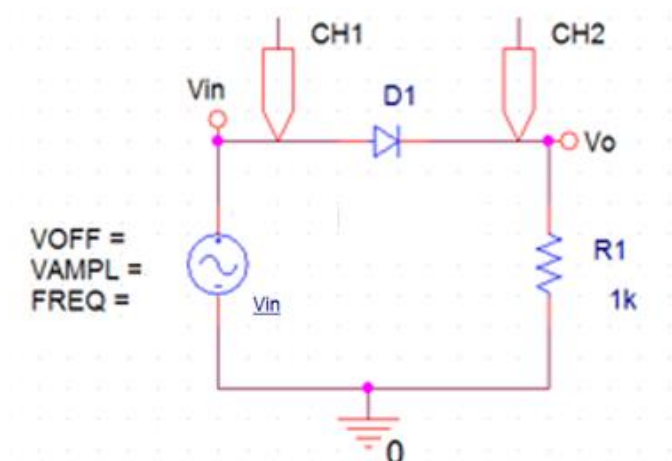 CH1
CH2
Vin
D1
Vo
VOFF =
VAMPL =
FREQ =
Vin
R1
1k
0